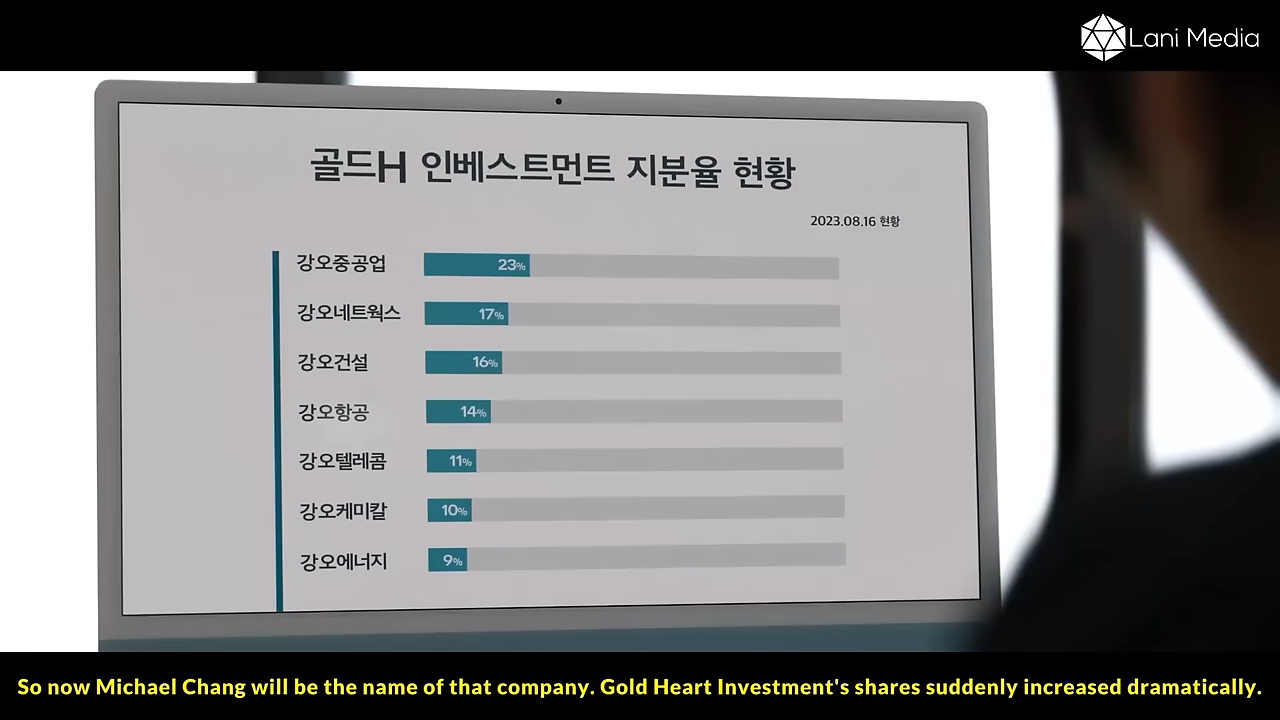 Lani Media
골드H 인베스트먼트 지분율 현황
2023.08.16 현황
강오중공업 23%
강오네트웍스 17%
강오건설 16%
강오항공 14%
강오텔레콤 11%
강오케미칼 10%
강오에너지 9%
So now Michael Chang will be the name of that company. Gold Heart Investment's shares suddenly increased dramatically.